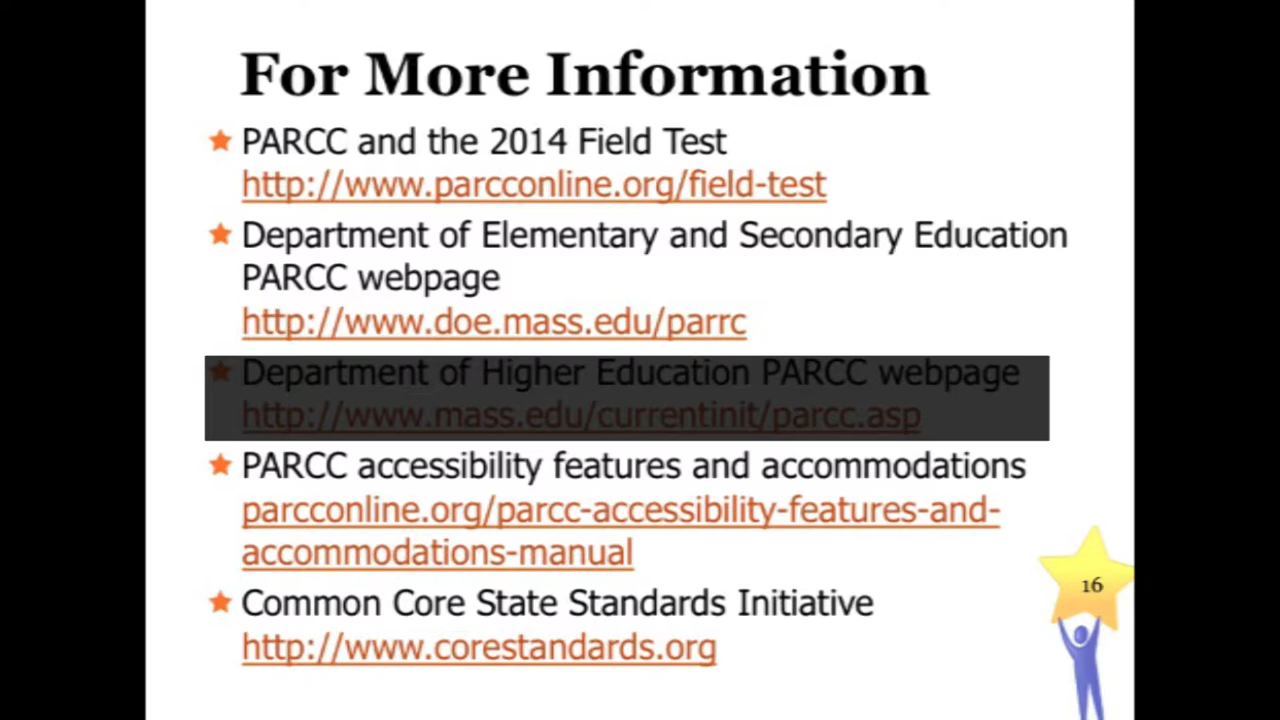 For More Information
PARCC and the 2014 Field Test
http://www.parcconline.org/field-test
Department of Elementary and Secondary Education
PARCC webpage
http://www.doe.mass.edu/parrc
Department of Higher Education PARCC webpage
http://www.mass.edu/currentinit/parcc.asp
PARCC accessibility features and accommodations
parcconline.org/parcc-accessibility-features-and-
accommodations-manual
Common Core State Standards Initiative
http://www.corestandards.org
16